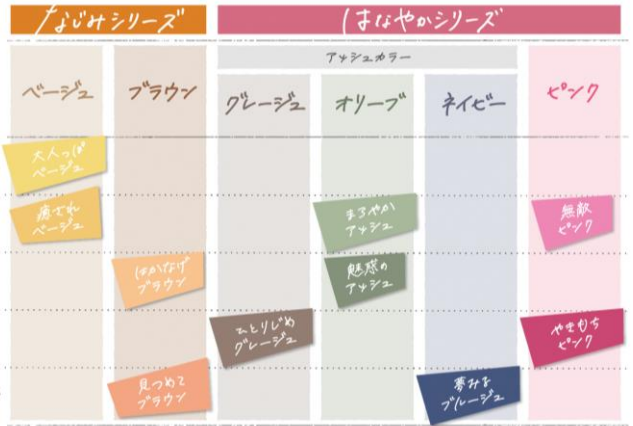 なじみシリーズ
はなやかシリーズ
アッシュカラー
ベージュ
ブラウン
グレージュ
オリーブ
ネイビー
ピンク
大人っぽ
ベージュ
癒され
ベージュ
まろやか
アッシュ
無敵
ピンク
はかなげ
ブラウン
魅惑の
アッシュ
ひとりじめ
グレージュ
やきもち
ピンク
見つめて
ブラウン
夢みる
ブルージュ